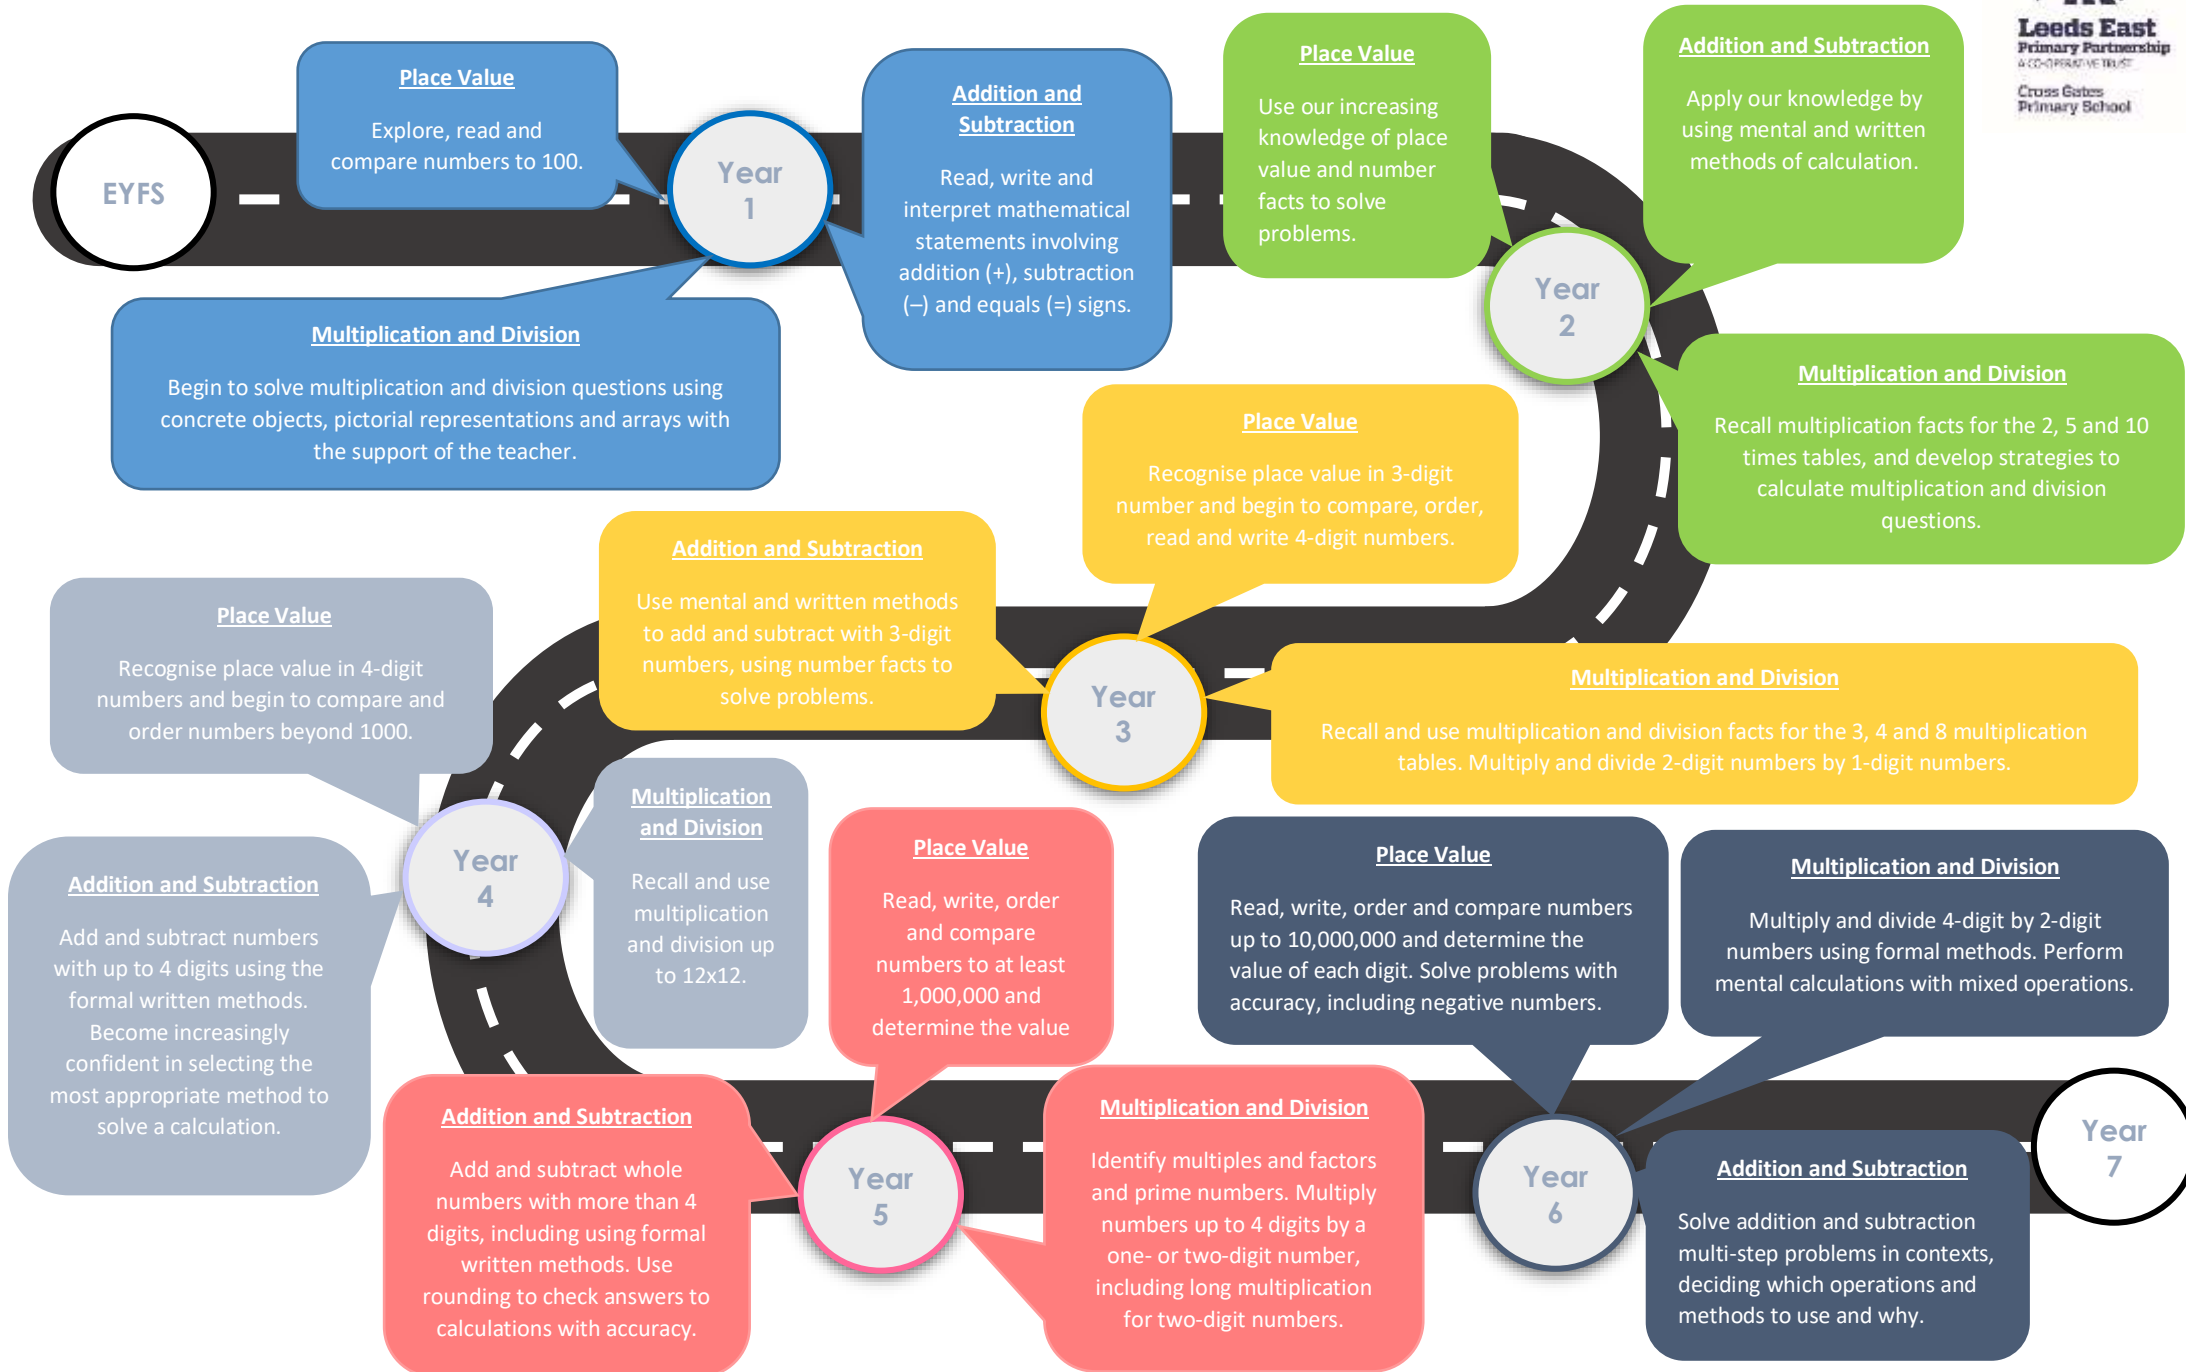 Leeds East
Primary Partnership
A CO-OPERATIVE TRUST
Cross Gates
Primary School
EYFS
Place Value
Explore, read and
compare numbers to 100.
Year
1
Addition and
Subtraction
Read, write and
interpret mathematical
statements involving
addition (+), subtraction
(–) and equals (=) signs.
Multiplication and Division
Begin to solve multiplication and division questions using
concrete objects, pictorial representations and arrays with
the support of the teacher.
Place Value
Use our increasing
knowledge of place
value and number
facts to solve
problems.
Year
2
Addition and Subtraction
Apply our knowledge by
using mental and written
methods of calculation.
Multiplication and Division
Recall multiplication facts for the 2, 5 and 10
times tables, and develop strategies to
calculate multiplication and division
questions.
Place Value
Recognise place value in 3-digit
number and begin to compare, order,
read and write 4-digit numbers.
Addition and Subtraction
Use mental and written methods
to add and subtract with 3-digit
numbers, using number facts to
solve problems.
Year
3
Multiplication and Division
Recall and use multiplication and division facts for the 3, 4 and 8 multiplication
tables. Multiply and divide 2-digit numbers by 1-digit numbers.
Place Value
Recognise place value in 4-digit
numbers and begin to compare and
order numbers beyond 1000.
Year
4
Addition and Subtraction
Add and subtract numbers
with up to 4 digits using the
formal written methods.
Become increasingly
confident in selecting the
most appropriate method to
solve a calculation.
Multiplication
and Division
Recall and use
multiplication
and division up
to 12x12.
Place Value
Read, write, order
and compare
numbers to at least
1,000,000 and
determine the value
Addition and Subtraction
Add and subtract whole
numbers with more than 4
digits, including using formal
written methods. Use
rounding to check answers to
calculations with accuracy.
Year
5
Multiplication and Division
Identify multiples and factors
and prime numbers. Multiply
numbers up to 4 digits by a
one- or two-digit number,
including long multiplication
for two-digit numbers.
Place Value
Read, write, order and compare numbers
up to 10,000,000 and determine the
value of each digit. Solve problems with
accuracy, including negative numbers.
Multiplication and Division
Multiply and divide 4-digit by 2-digit
numbers using formal methods. Perform
mental calculations with mixed operations.
Year
6
Addition and Subtraction
Solve addition and subtraction
multi-step problems in contexts,
deciding which operations and
methods to use and why.
Year
7